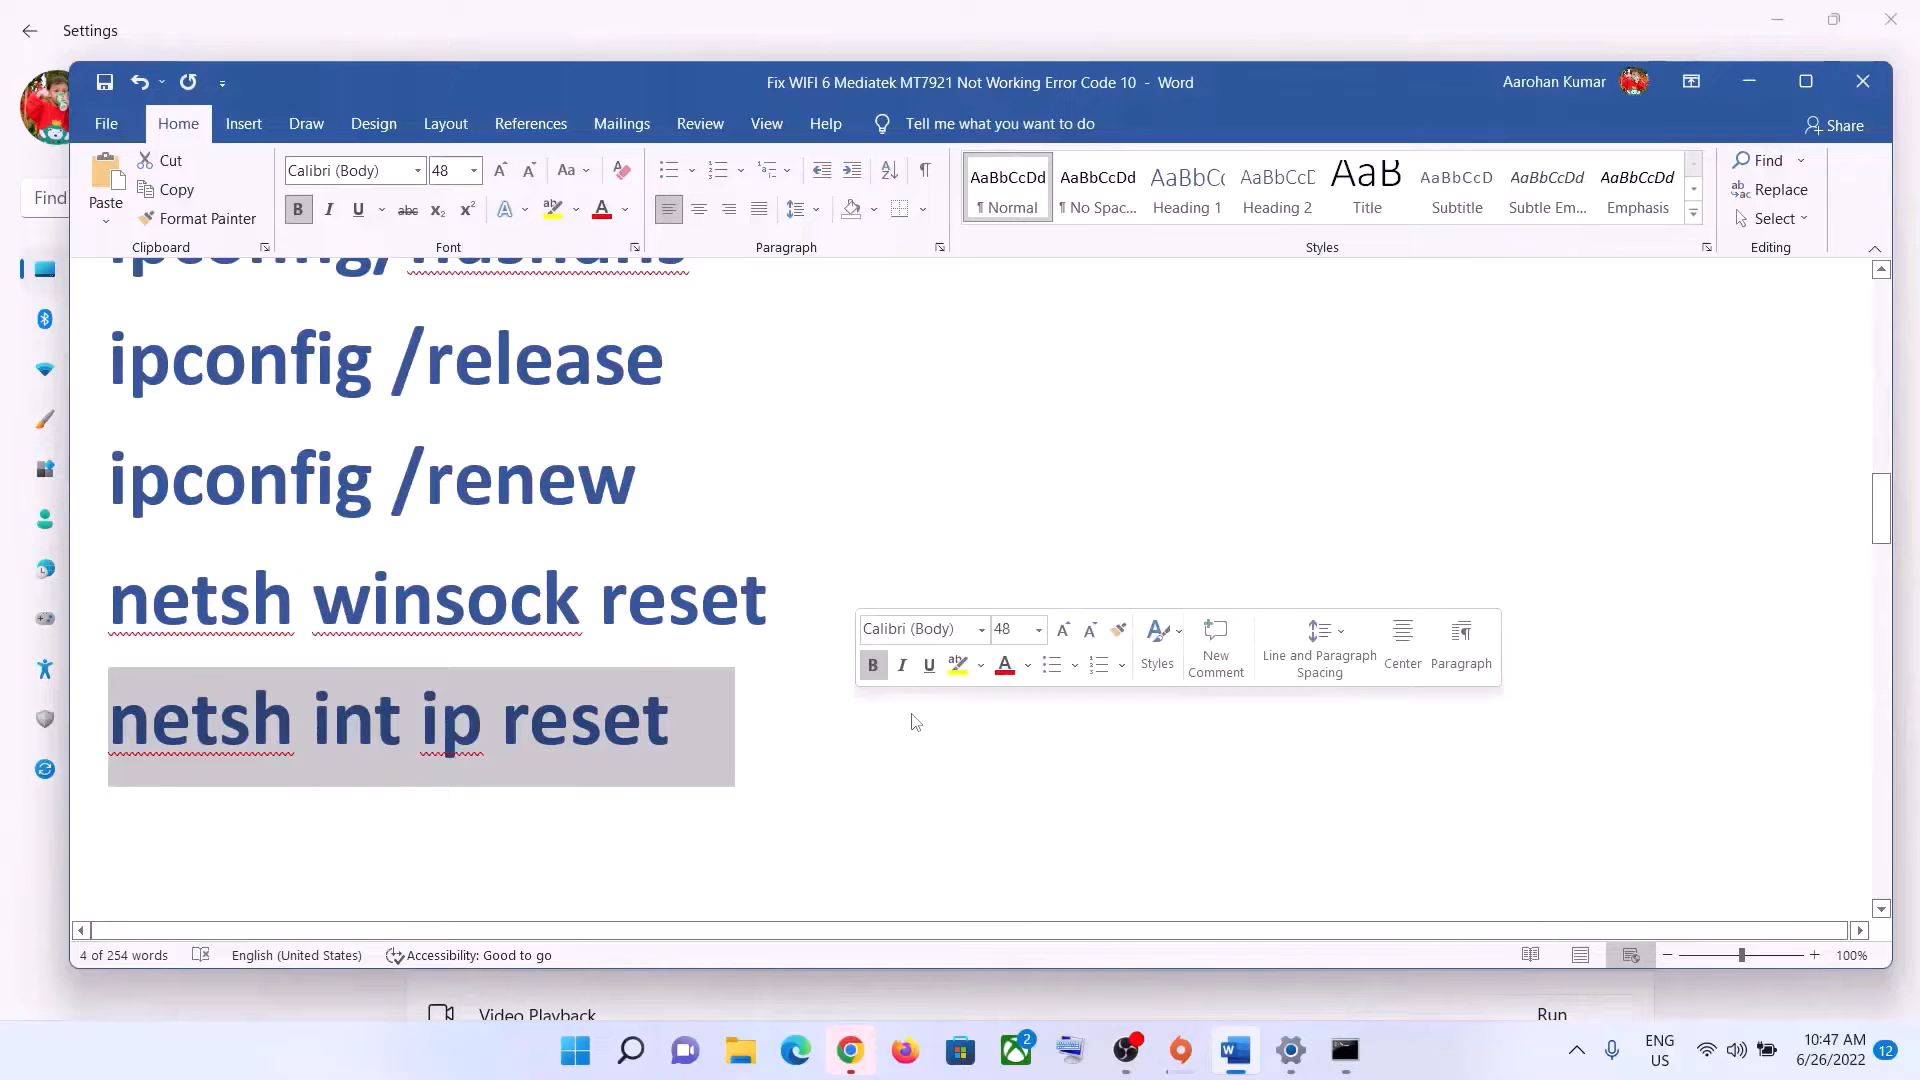 Settings
Fix WIFI 6 Mediatek MT7921 Not Working Error Code 10 - Word
Aarohan Kumar
File Home Insert Draw Design Layout References Mailings Review View Help Tell me what you want to do
Share
Paste
Cut
Copy
Format Painter
Clipboard
Calibri (Body) 48
Font
Paragraph
AaBbCcDd AaBbCcDd AaBbC AaBbCcD AaB AaBbCcD AaBbCcDd AaBbCcDd
¶ Normal ¶ No Spac... Heading 1 Heading 2 Title Subtitle Subtle Em... Emphasis
Styles
Find
Replace
Select
Editing
Find
ipconfig/flushdns
ipconfig /release
ipconfig /renew
netsh winsock reset
netsh int ip reset
Calibri (Body) 48
Styles
New Comment
Line and Paragraph Spacing
Center
Paragraph
4 of 254 words English (United States) Accessibility: Good to go
100%
Video Playback
Run
2
ENG
US
10:47 AM
6/26/2022
12